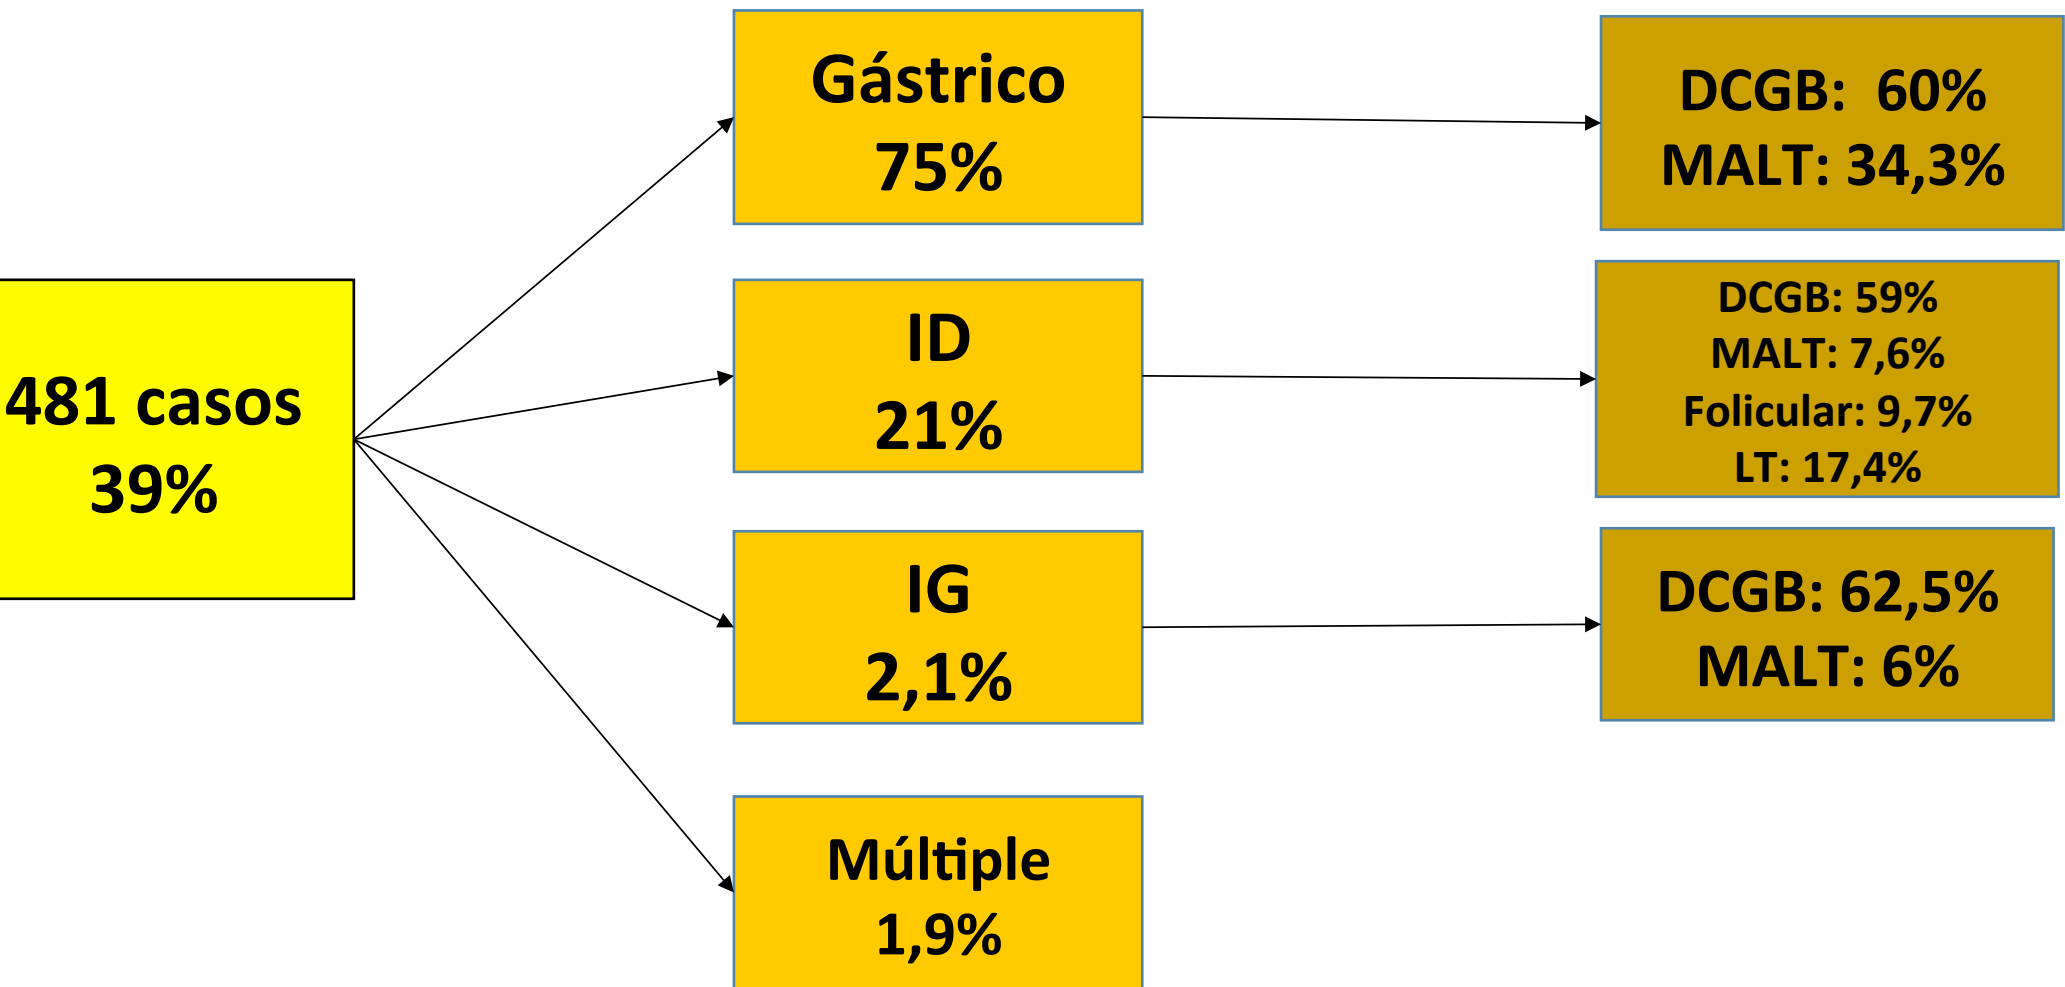 481 casos
39%
Gástrico
75%
ID
21%
IG
2,1%
Múltiple
1,9%
DCGB: 60%
MALT: 34,3%
DCGB: 59%
MALT: 7,6%
Folicular: 9,7%
LT: 17,4%
DCGB: 62,5%
MALT: 6%